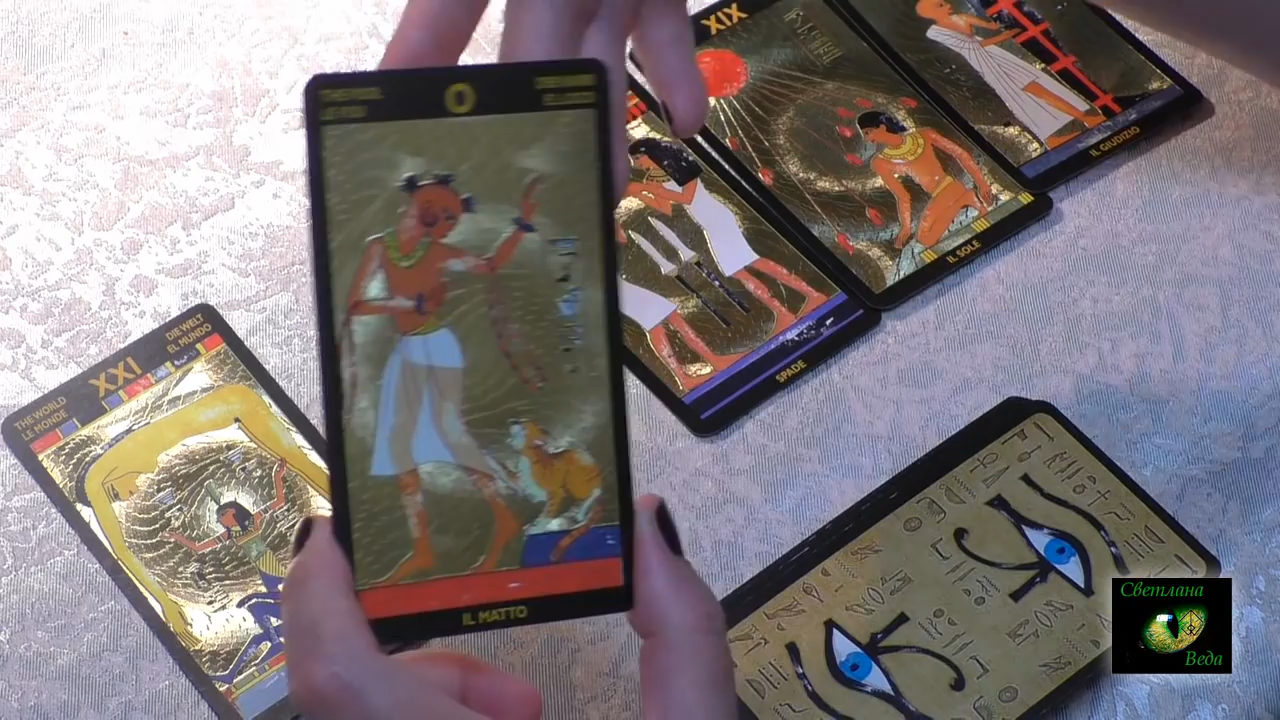 0
IL MATTO
XXI
THE WORLD
LE MONDE
DIE WELT
EL MUNDO
SPADE
XIX
IL SOLE
IL GIUDIZIO
Светлана
Веда